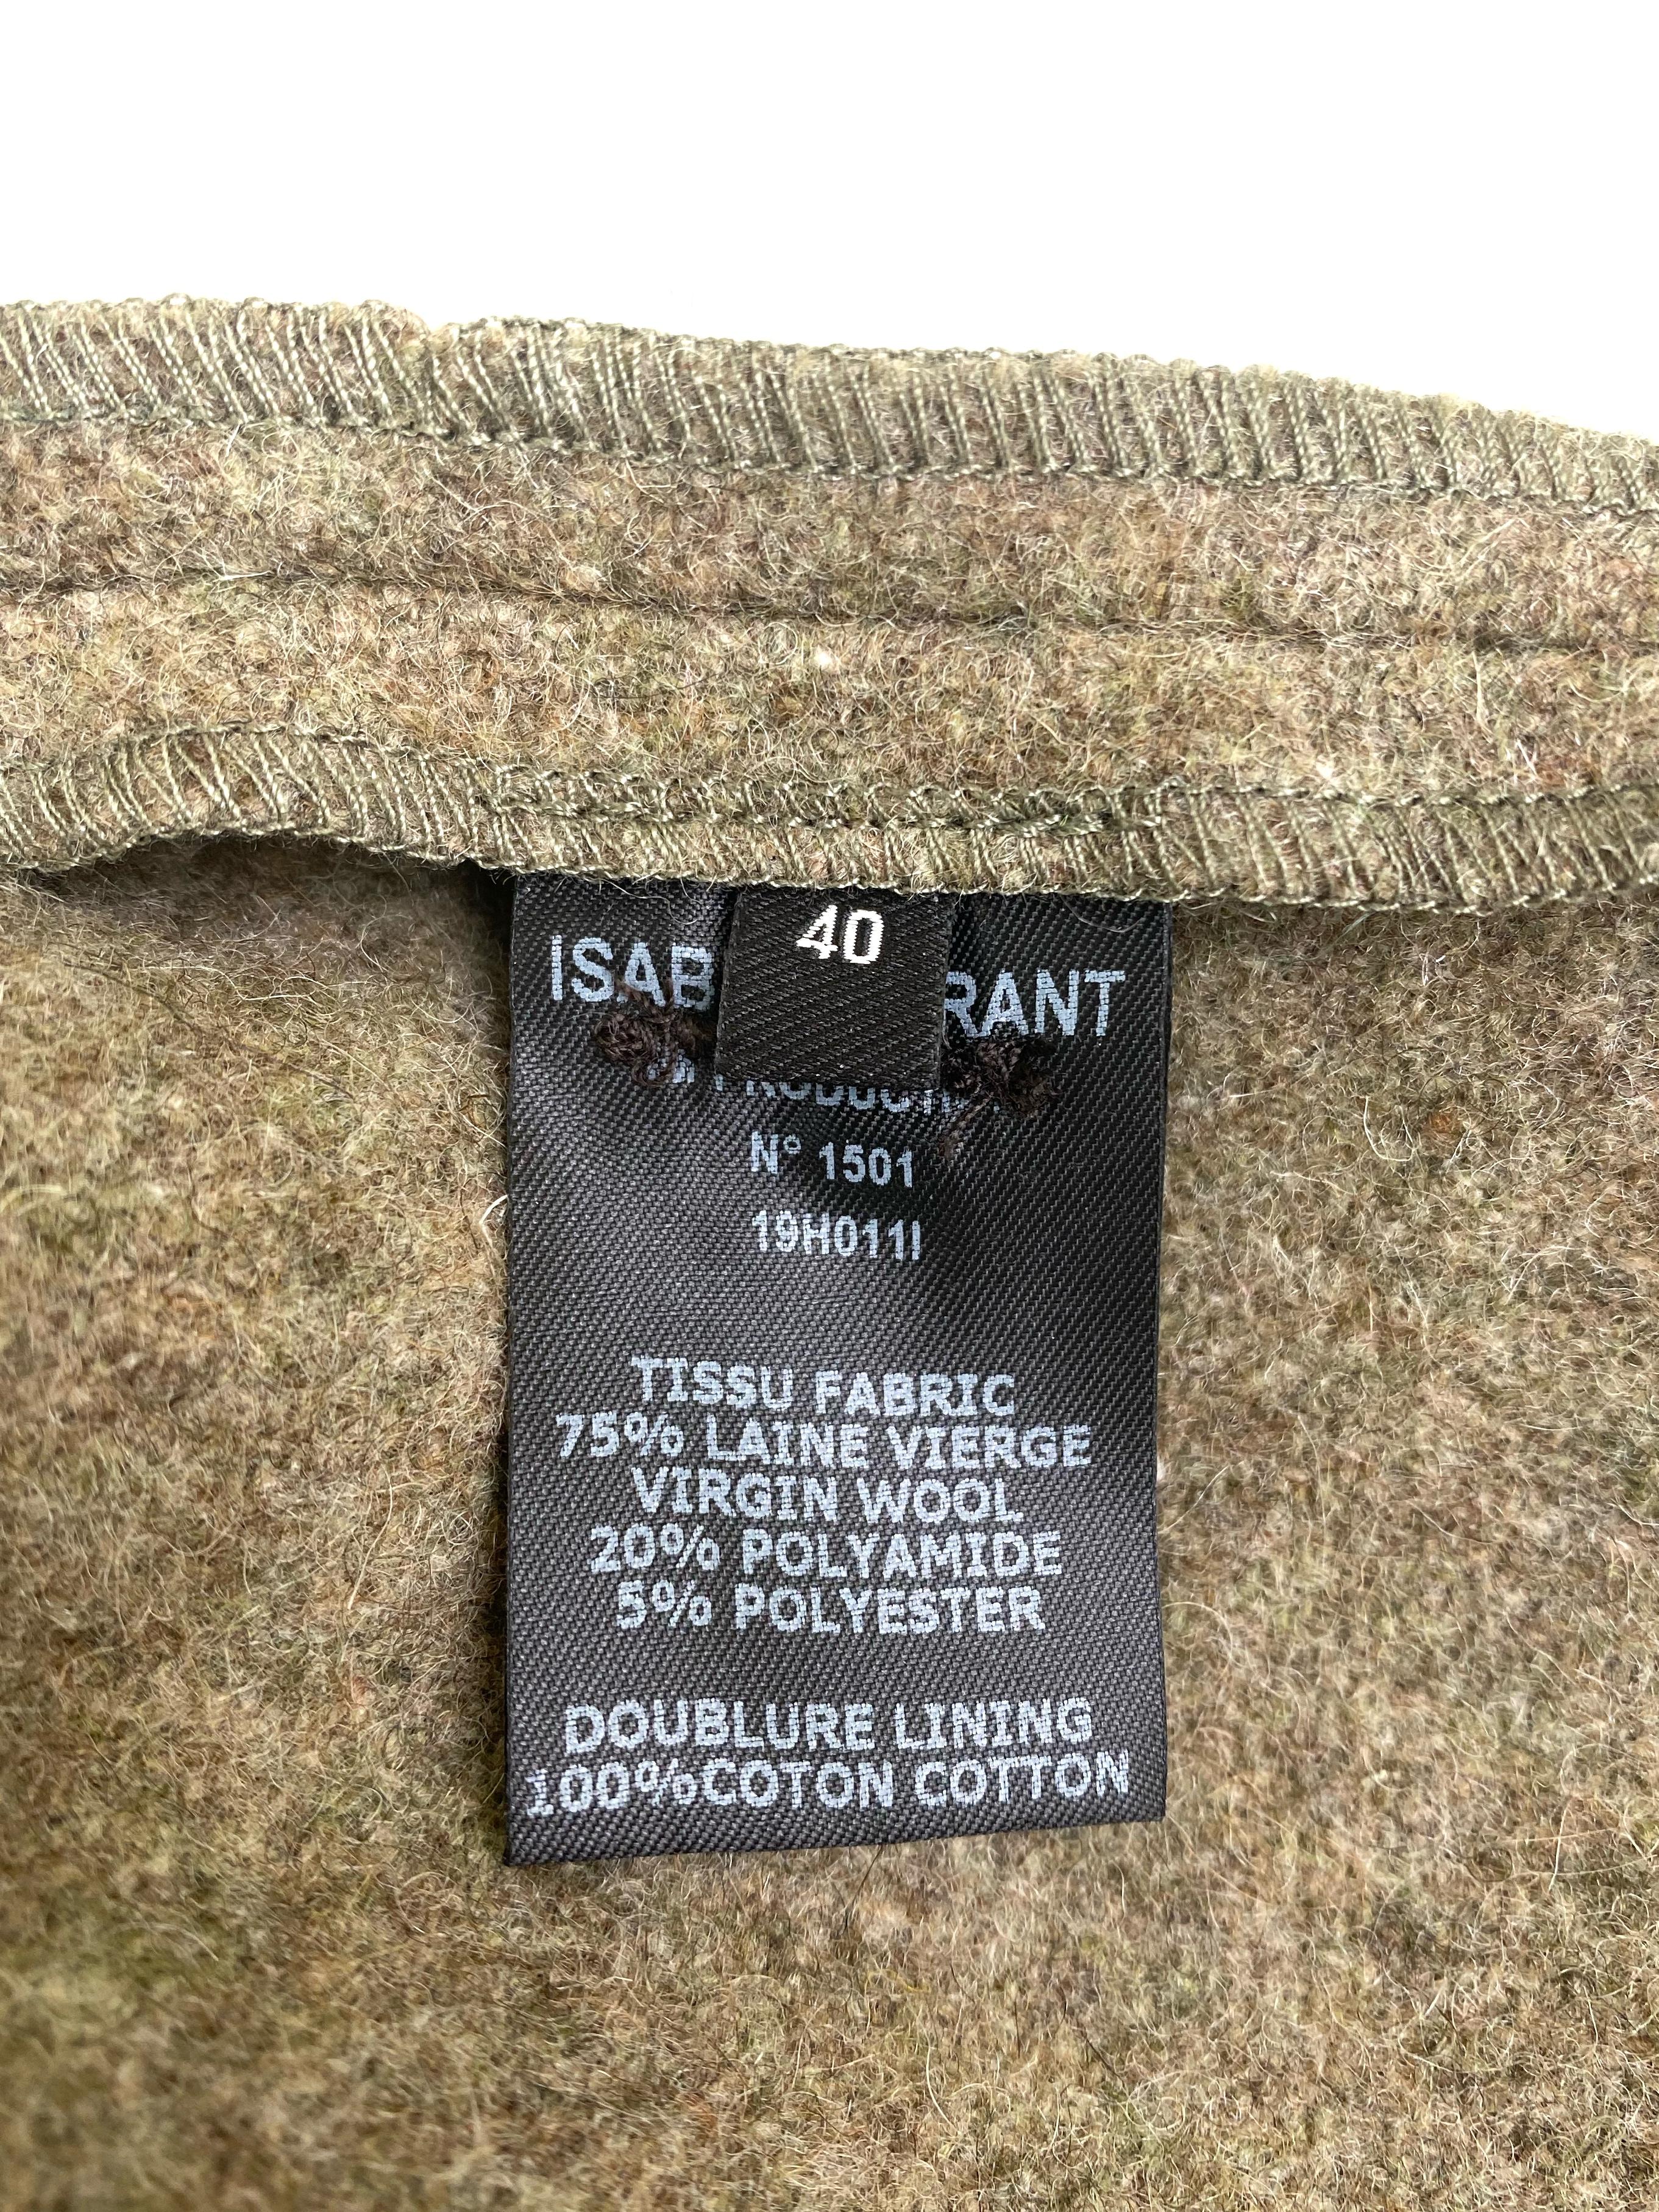 40
ISAB RANT
N° 1501
19H011I
TISSU FABRIC
75% LAINE VIERGE
VIRGIN WOOL
20% POLYAMIDE
5% POLYESTER
DOUBLURE LINING
100%COTON COTTON